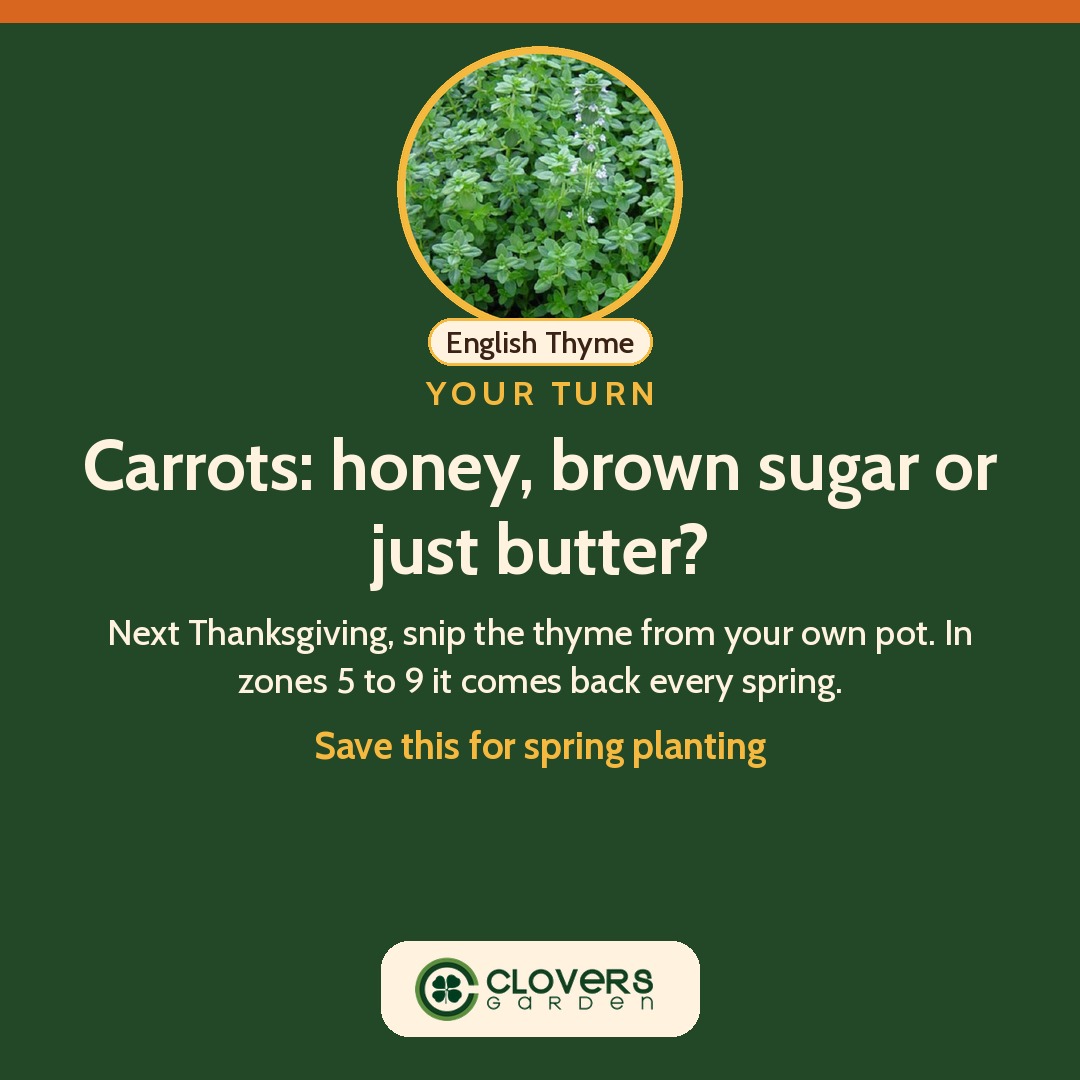 English Thyme
YOUR TURN
Carrots: honey, brown sugar or
just butter?
Next Thanksgiving, snip the thyme from your own pot. In
zones 5 to 9 it comes back every spring.
Save this for spring planting
CLOVERS
GARDEN